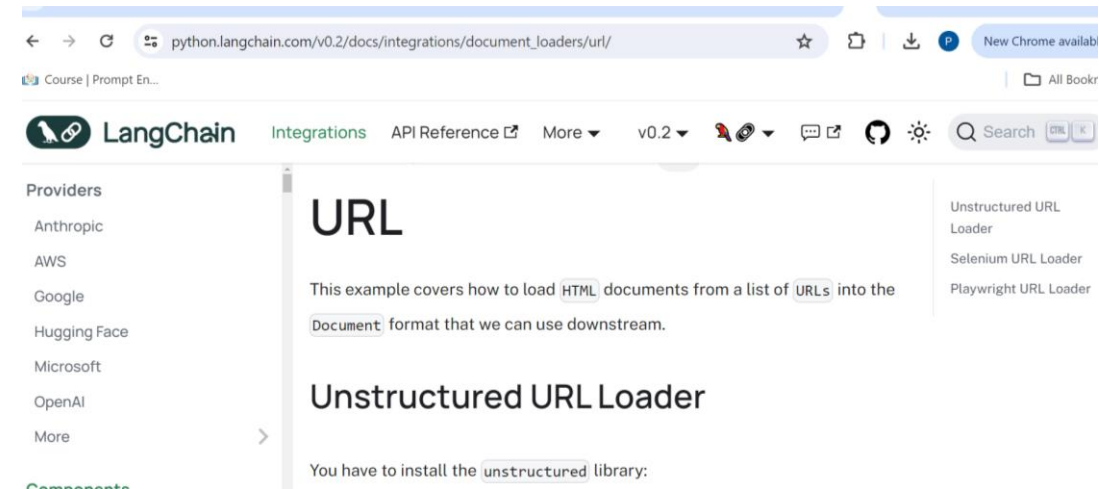 python.langchain.com/v0.2/docs/integrations/document_loaders/url/
P
New Chrome availabl
Course | Prompt En...
All Bookr
LangChain
Integrations API Reference More v0.2
Search CTRL K
Providers
Anthropic
AWS
Google
Hugging Face
Microsoft
OpenAI
More
URL
This example covers how to load HTML documents from a list of URLs into the
Document format that we can use downstream.
Unstructured URL Loader
You have to install the unstructured library:
Unstructured URL
Loader
Selenium URL Loader
Playwright URL Loader